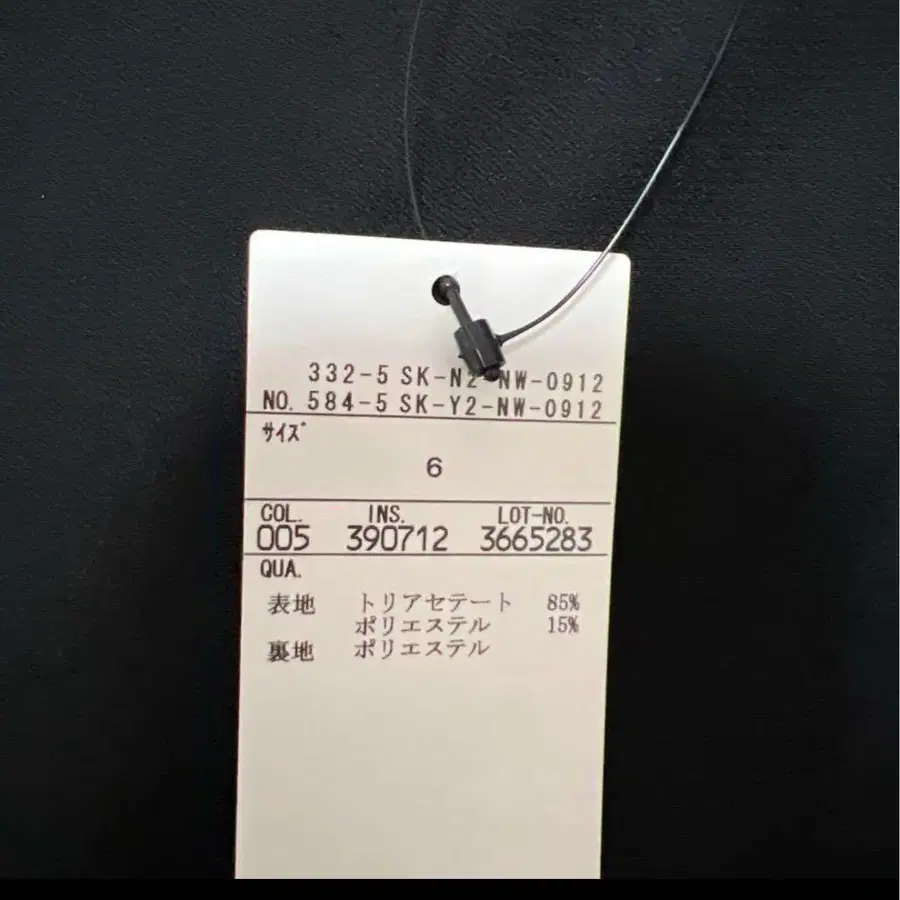 332-5 SK-N2-NW-0912
NO. 584-5 SK-Y2-NW-0912
ｻｲｽﾞ
6
COL. INS. LOT-NO.
005 390712 3665283
QUA.
表地 トリアセテート 85%
ポリエステル 15%
裏地 ポリエステル